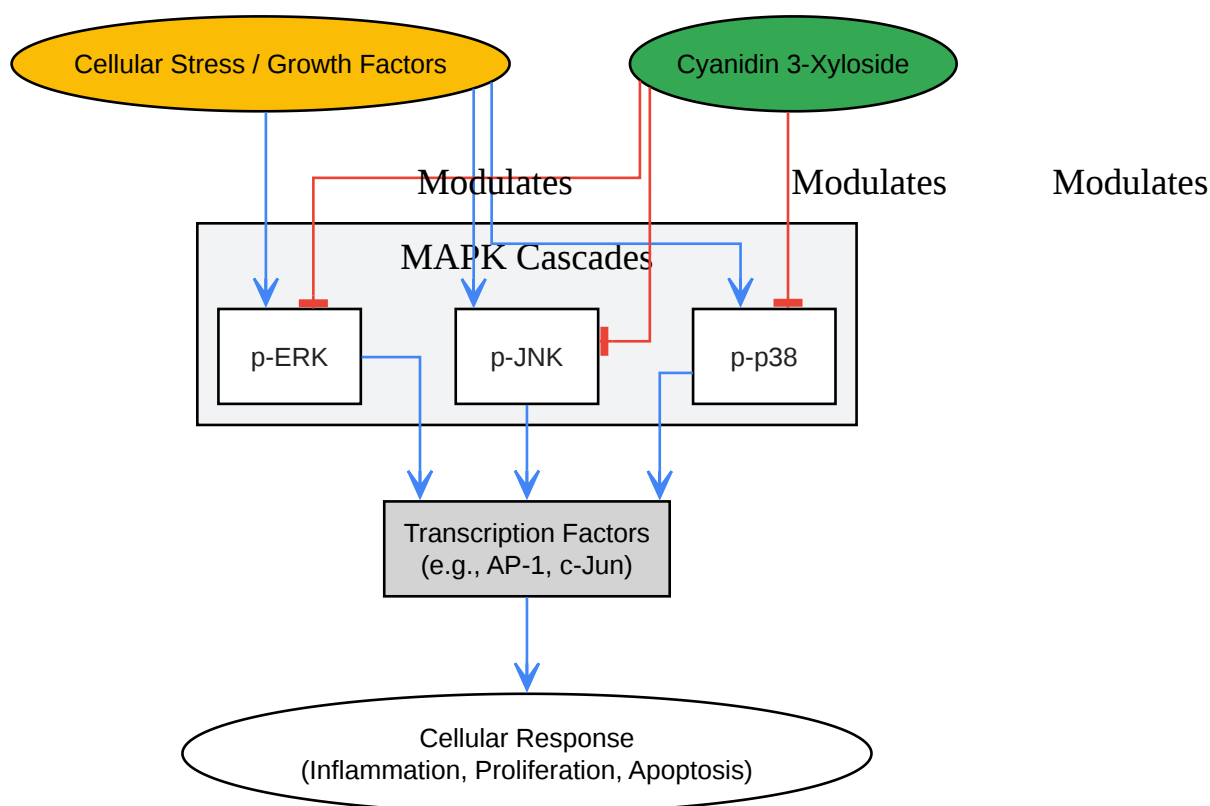 Cellular Stress / Growth Factors
Cyanidin 3-Xyloside
Modulates
Modulates
Modulates
MAPK Cascades
p-ERK
p-JNK
p-p38
Transcription Factors
(e.g., AP-1, c-Jun)
Cellular Response
(Inflammation, Proliferation, Apoptosis)